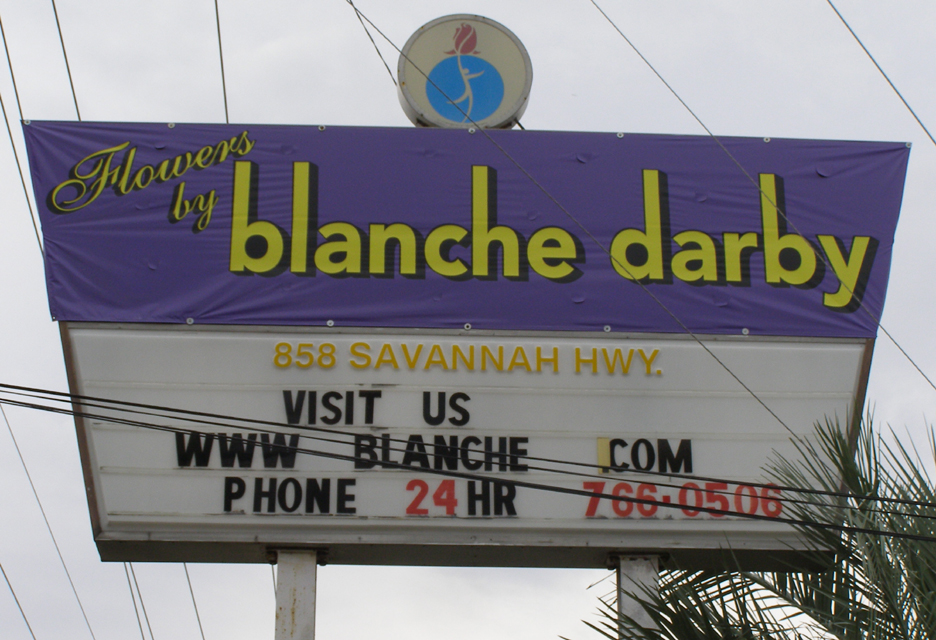 Flowers
by
blanche darby
858 SAVANNAH HWY.
VISIT US
WWW BLANCHE COM
PHONE 24 HR 766-0506